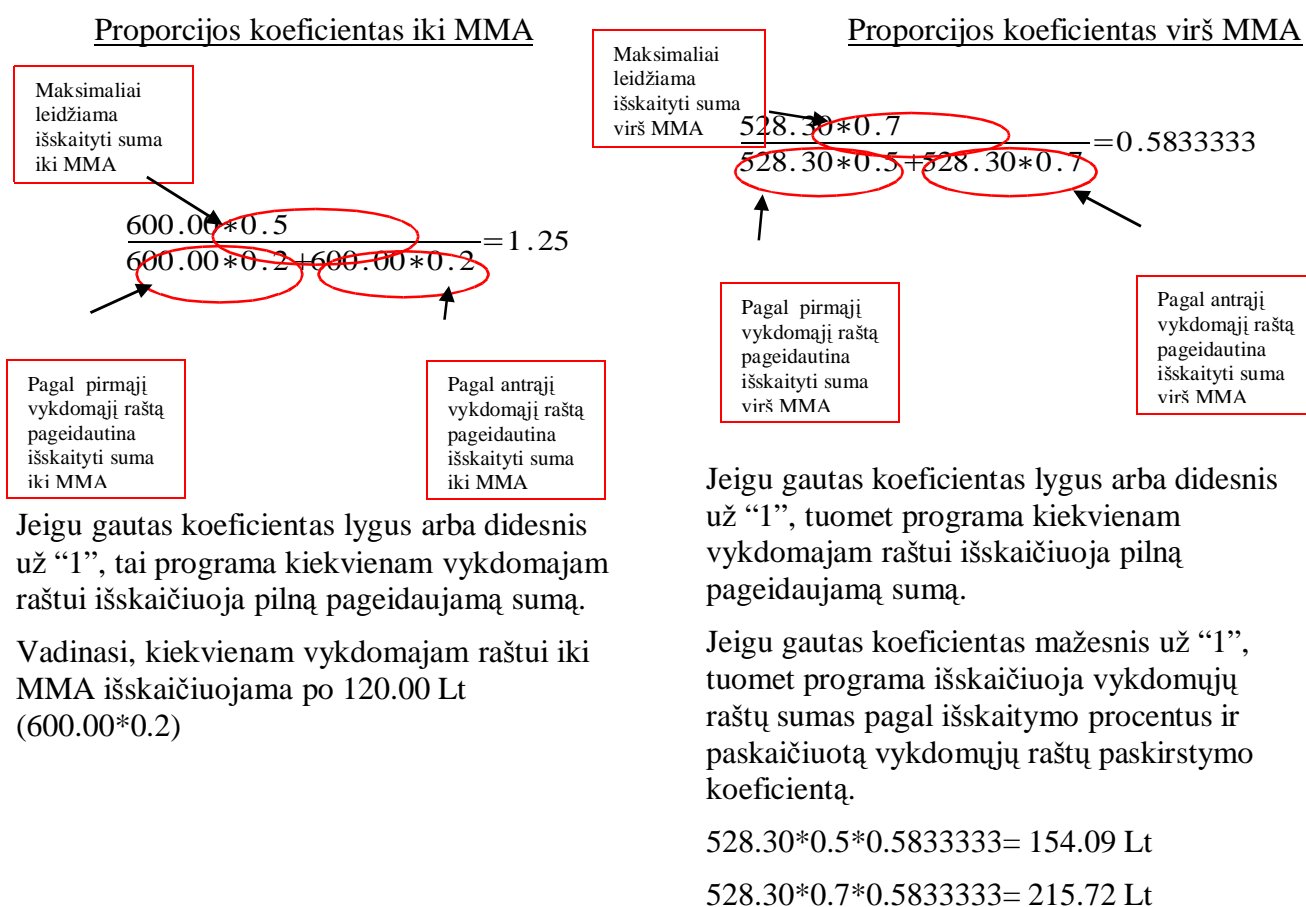 Proporcijos koeficientas iki MMA
Maksimaliai
leidžiama
išskaityti suma
iki MMA
600.00*0.5
600.00*0.2+600.00*0.2
=1.25
Pagal pirmąjį
vykdomąjį raštą
pageidautina
išskaityti suma
iki MMA
Pagal antrąjį
vykdomąjį raštą
pageidautina
išskaityti suma
iki MMA
Jeigu gautas koeficientas lygus arba didesnis
už “1”, tai programa kiekvienam vykdomajam
raštui išskaičiuoja pilną pageidaujamą sumą.
Vadinasi, kiekvienam vykdomajam raštui iki
MMA išskaičiuojama po 120.00 Lt
(600.00*0.2)
Proporcijos koeficientas virš MMA
Maksimaliai
leidžiama
išskaityti suma
virš MMA
528.30*0.7
528.30*0.5+528.30*0.7
=0.5833333
Pagal pirmąjį
vykdomąjį raštą
pageidautina
išskaityti suma
virš MMA
Pagal antrąjį
vykdomąjį raštą
pageidautina
išskaityti suma
virš MMA
Jeigu gautas koeficientas lygus arba didesnis
už “1”, tuomet programa kiekvienam
vykdomajam raštui išskaičiuoja pilną
pageidaujamą sumą.
Jeigu gautas koeficientas mažesnis už “1”,
tuomet programa išskaičiuoja vykdomųjų
raštų sumas pagal išskaitymo procentus ir
paskaičiuotą vykdomųjų raštų paskirstymo
koeficientą.
528.30*0.5*0.5833333= 154.09 Lt
528.30*0.7*0.5833333= 215.72 Lt